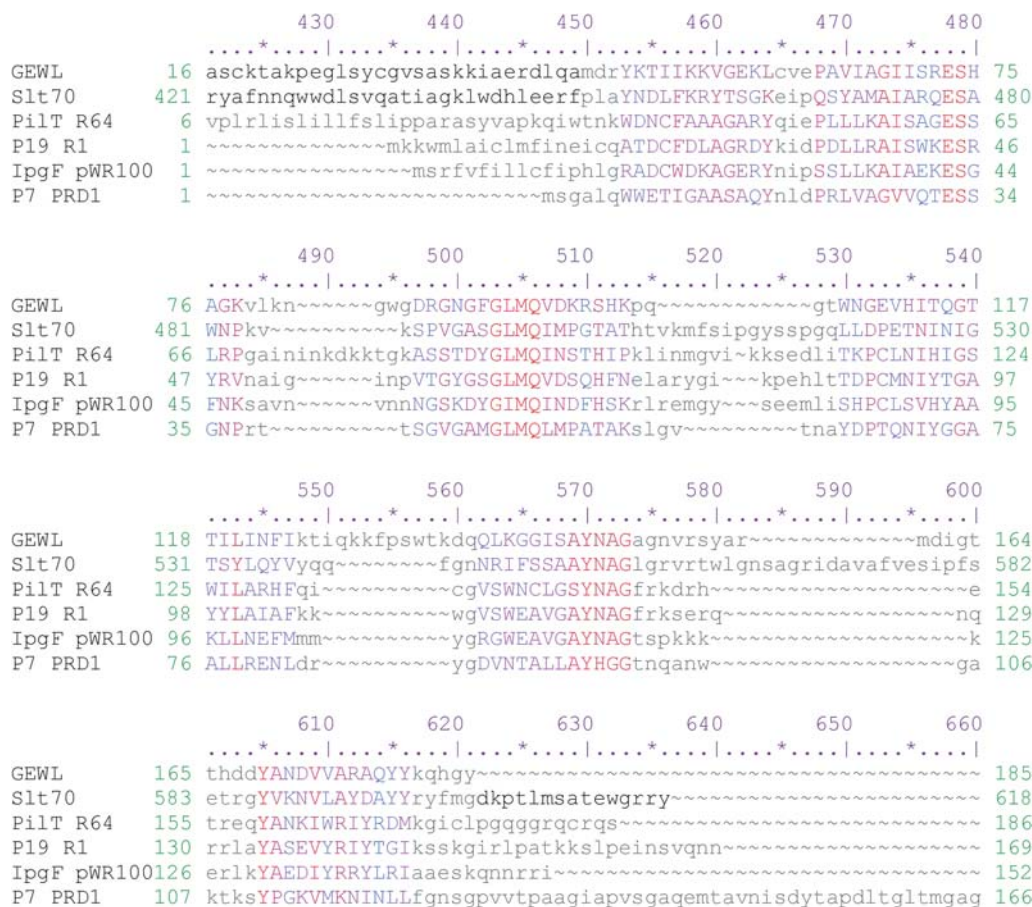 430 440 450 460 470 480
....*....|....*....|....*....|....*....|....*....|....*....|
GEWL 16 ascktakpeglsycgvsaskkiaerdlqamdrYKTIIKKVGEKLcvePAVIAGIISRESH 75
Slt70 421 ryafnnqwwdlsvqatiagklwdhleerfplaYNDLFKRYTSGKeipQSYAMAIARQESA 480
PilT R64 6 vplrlislillfslipparasyvapkqiwtnkWDNCFAAAGARYqiePLLLKAISAGESS 65
P19 R1 1 ~~~~~~~~~~~~~~mkkwmlaiclmfineicqATDCFDLAGRDYkidPDLLRAISWKESR 46
IpgF pWR100 1 ~~~~~~~~~~~~~~~~msrfvfillcfiphlgRADCWDKAGERYnipSSLLKAIAEKESG 44
P7 PRD1 1 ~~~~~~~~~~~~~~~~~~~~~~~~~~msgalqWWETIGAASAQYnldPRLVAGVVQTESS 34
490 500 510 520 530 540
....*....|....*....|....*....|....*....|....*....|....*....|
GEWL 76 AGKvlkn~~~~~~gwgDRGNGFGLMQVDKRSHKpq~~~~~~~~~~~~gtWNGEVHITQGT 117
Slt70 481 WNPkv~~~~~~~~~~kSPVGASGLMQIMPGTAThtvkmfsipgysspgqLLDPETNINIG 530
PilT R64 66 LRPgaininkdkktgkASSTDYGLMQINSTHIPklinmgvi~kksedliTKPCLNIHIGS 124
P19 R1 47 YRVnaig~~~~~~inpVTGYGSGLMQVDSQHFNelarygi~~~kpehltTDPCMNIYTGA 97
IpgF pWR100 45 FNKsavn~~~~~~vnnNGSKDYGIMQINDFHSKrlremgy~~~seemliSHPCLSVHYAA 95
P7 PRD1 35 GNPrt~~~~~~~~~tSGVGAMGLMQLMPATAKslgv~~~~~~~~~tnaYDPTQNIYGGA 75
550 560 570 580 590 600
....*....|....*....|....*....|....*....|....*....|....*....|
GEWL 118 TILINFIktiqkkfpswtkdqQLKGGISAYNAGagnvrsyar~~~~~~~~~~~~~mdigt 164
Slt70 531 TSYLQYVyqq~~~~~~~~fgnNRIFSSAAYNAGlgrvrtwlgnsagridavafvesipfs 582
PilT R64 125 WILARHFqi~~~~~~~~~~cgVSWNCLGSYNAGfrkdrh~~~~~~~~~~~~~~~~~~~~e 154
P19 R1 98 YYLAIAFkk~~~~~~~~~~wgVSWEAVGAYNAGfrkserq~~~~~~~~~~~~~~~~~~nq 129
IpgF pWR100 96 KLLNEFMmm~~~~~~~~~~ygRGWEAVGAYNAGtspkkk~~~~~~~~~~~~~~~~~~~~k 125
P7 PRD1 76 ALLRENLdr~~~~~~~~~~ygDVNTALLAYHGGtnqanw~~~~~~~~~~~~~~~~~~~ga 106
610 620 630 640 650 660
....*....|....*....|....*....|....*....|....*....|....*....|
GEWL 165 thddYANDVVARAQYYkqhgy~~~~~~~~~~~~~~~~~~~~~~~~~~~~~~~~~~~~~~~ 185
Slt70 583 etrgYVKNVLAYDAYYryfmgdkptlmsatewgrry~~~~~~~~~~~~~~~~~~~~~~~~ 618
PilT R64 155 treqYANKIWRIYRDMkgiclpgqggrqcrqs~~~~~~~~~~~~~~~~~~~~~~~~~~~~ 186
P19 R1 130 rrlaYASEVYRIYTGIksskgirlpatkkslpeinsvqnn~~~~~~~~~~~~~~~~~~~~ 169
IpgF pWR100 126 erlkYAEDIYRRYLRIaaeskqnnrri~~~~~~~~~~~~~~~~~~~~~~~~~~~~~~~~~ 152
P7 PRD1 107 ktksYPGKVMKNINLLfgnsgpvvtpaagiapvsgaqemtavnisdytapdltgltmgag 166